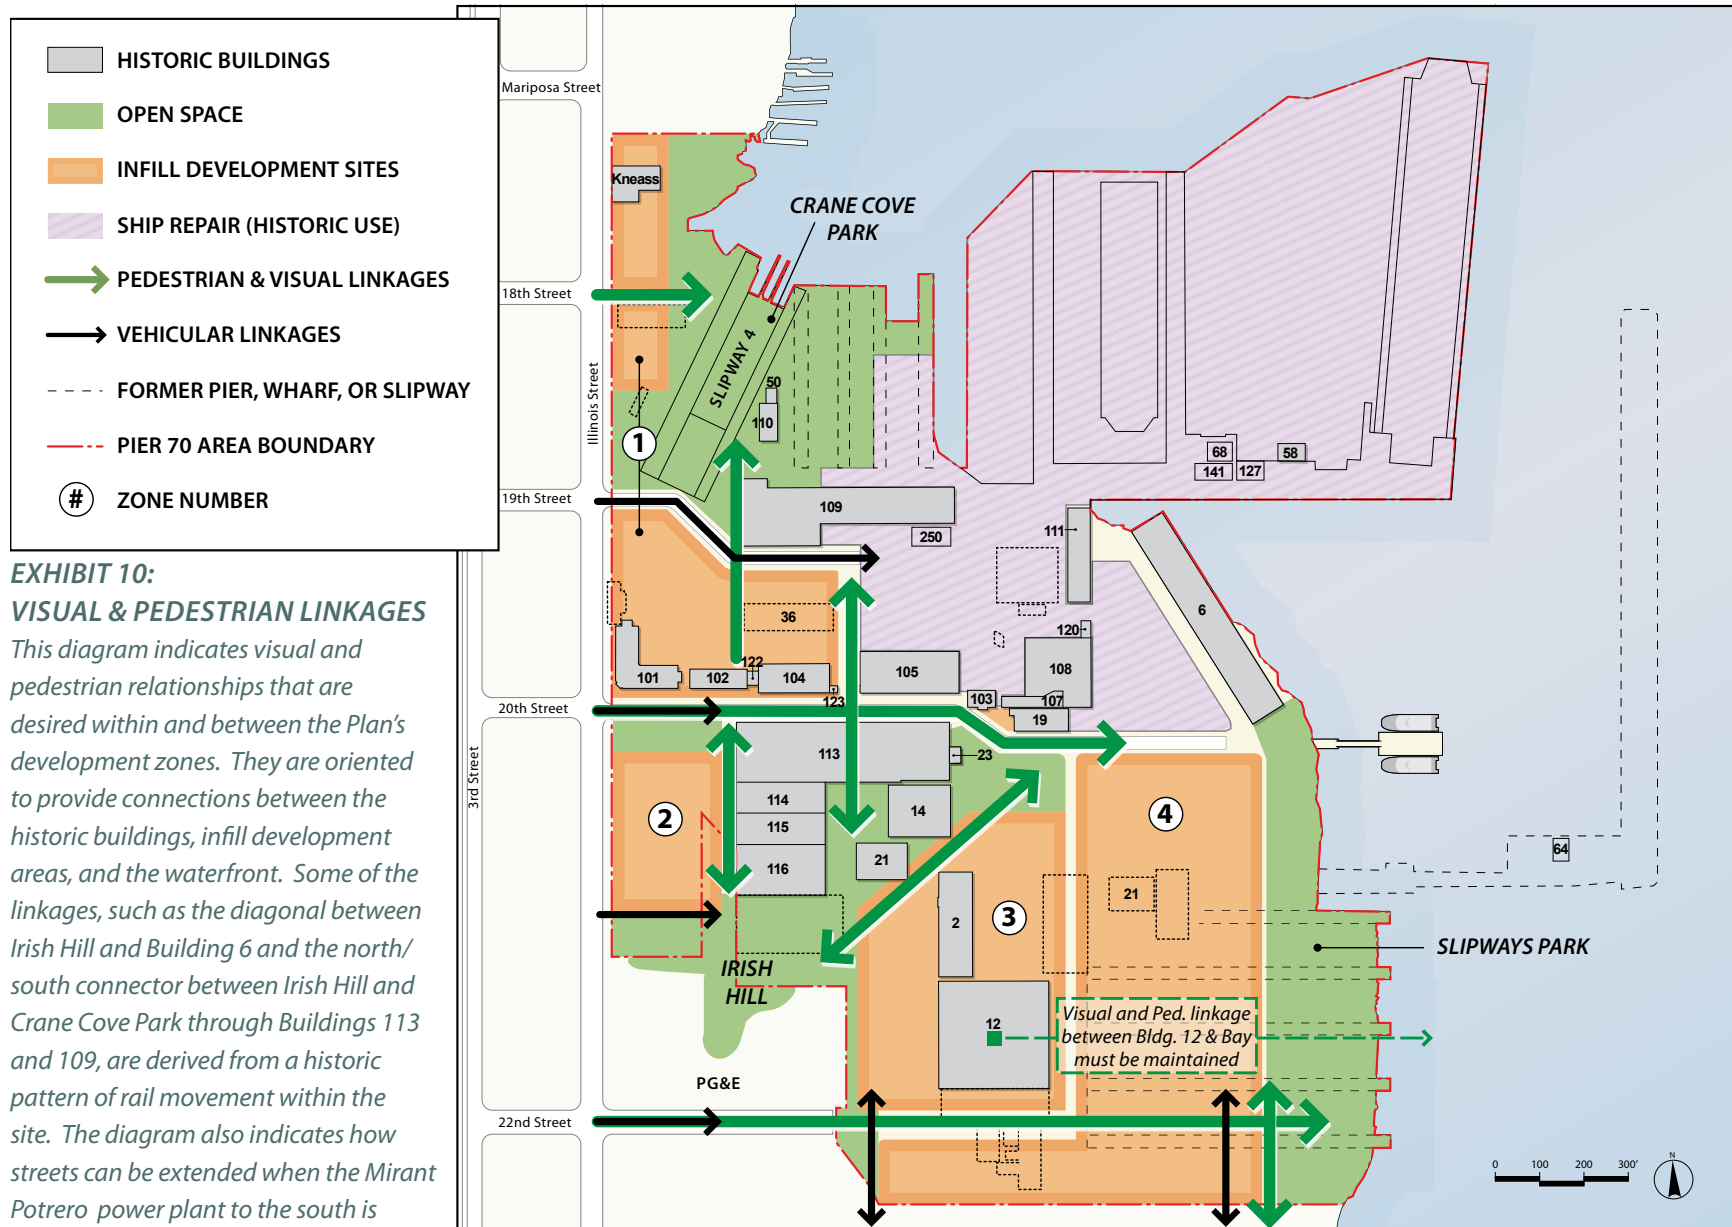 HISTORIC BUILDINGS
OPEN SPACE
INFILL DEVELOPMENT SITES
SHIP REPAIR (HISTORIC USE)
PEDESTRIAN & VISUAL LINKAGES
VEHICULAR LINKAGES
FORMER PIER, WHARF, OR SLIPWAY
PIER 70 AREA BOUNDARY
# ZONE NUMBER
EXHIBIT 10:
VISUAL & PEDESTRIAN LINKAGES
This diagram indicates visual and
pedestrian relationships that are
desired within and between the Plan's
development zones. They are oriented
to provide connections between the
historic buildings, infill development
areas, and the waterfront. Some of the
linkages, such as the diagonal between
Irish Hill and Building 6 and the north/
south connector between Irish Hill and
Crane Cove Park through Buildings 113
and 109, are derived from a historic
pattern of rail movement within the
site. The diagram also indicates how
streets can be extended when the Mirant
Potrero power plant to the south is
Mariposa Street
Kneass
CRANE COVE
PARK
18th Street
Illinois Street
SLIPWAY 4
50
110
1
68
141
127
58
19th Street
109
250
111
6
36
120
122
101
102
104
105
108
123
103
107
19
20th Street
3rd Street
113
23
114
14
115
2
4
116
21
64
21
2
3
SLIPWAYS PARK
IRISH
HILL
12
Visual and Ped. linkage
between Bldg. 12 & Bay
must be maintained
PG&E
22nd Street
0 100 200 300'
N